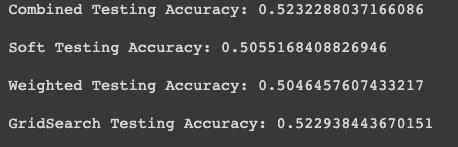 Combined Testing Accuracy: 0.5232288037166086
Soft Testing Accuracy: 0.5055168408826946
Weighted Testing Accuracy: 0.5046457607433217
GridSearch Testing Accuracy: 0.522938443670151